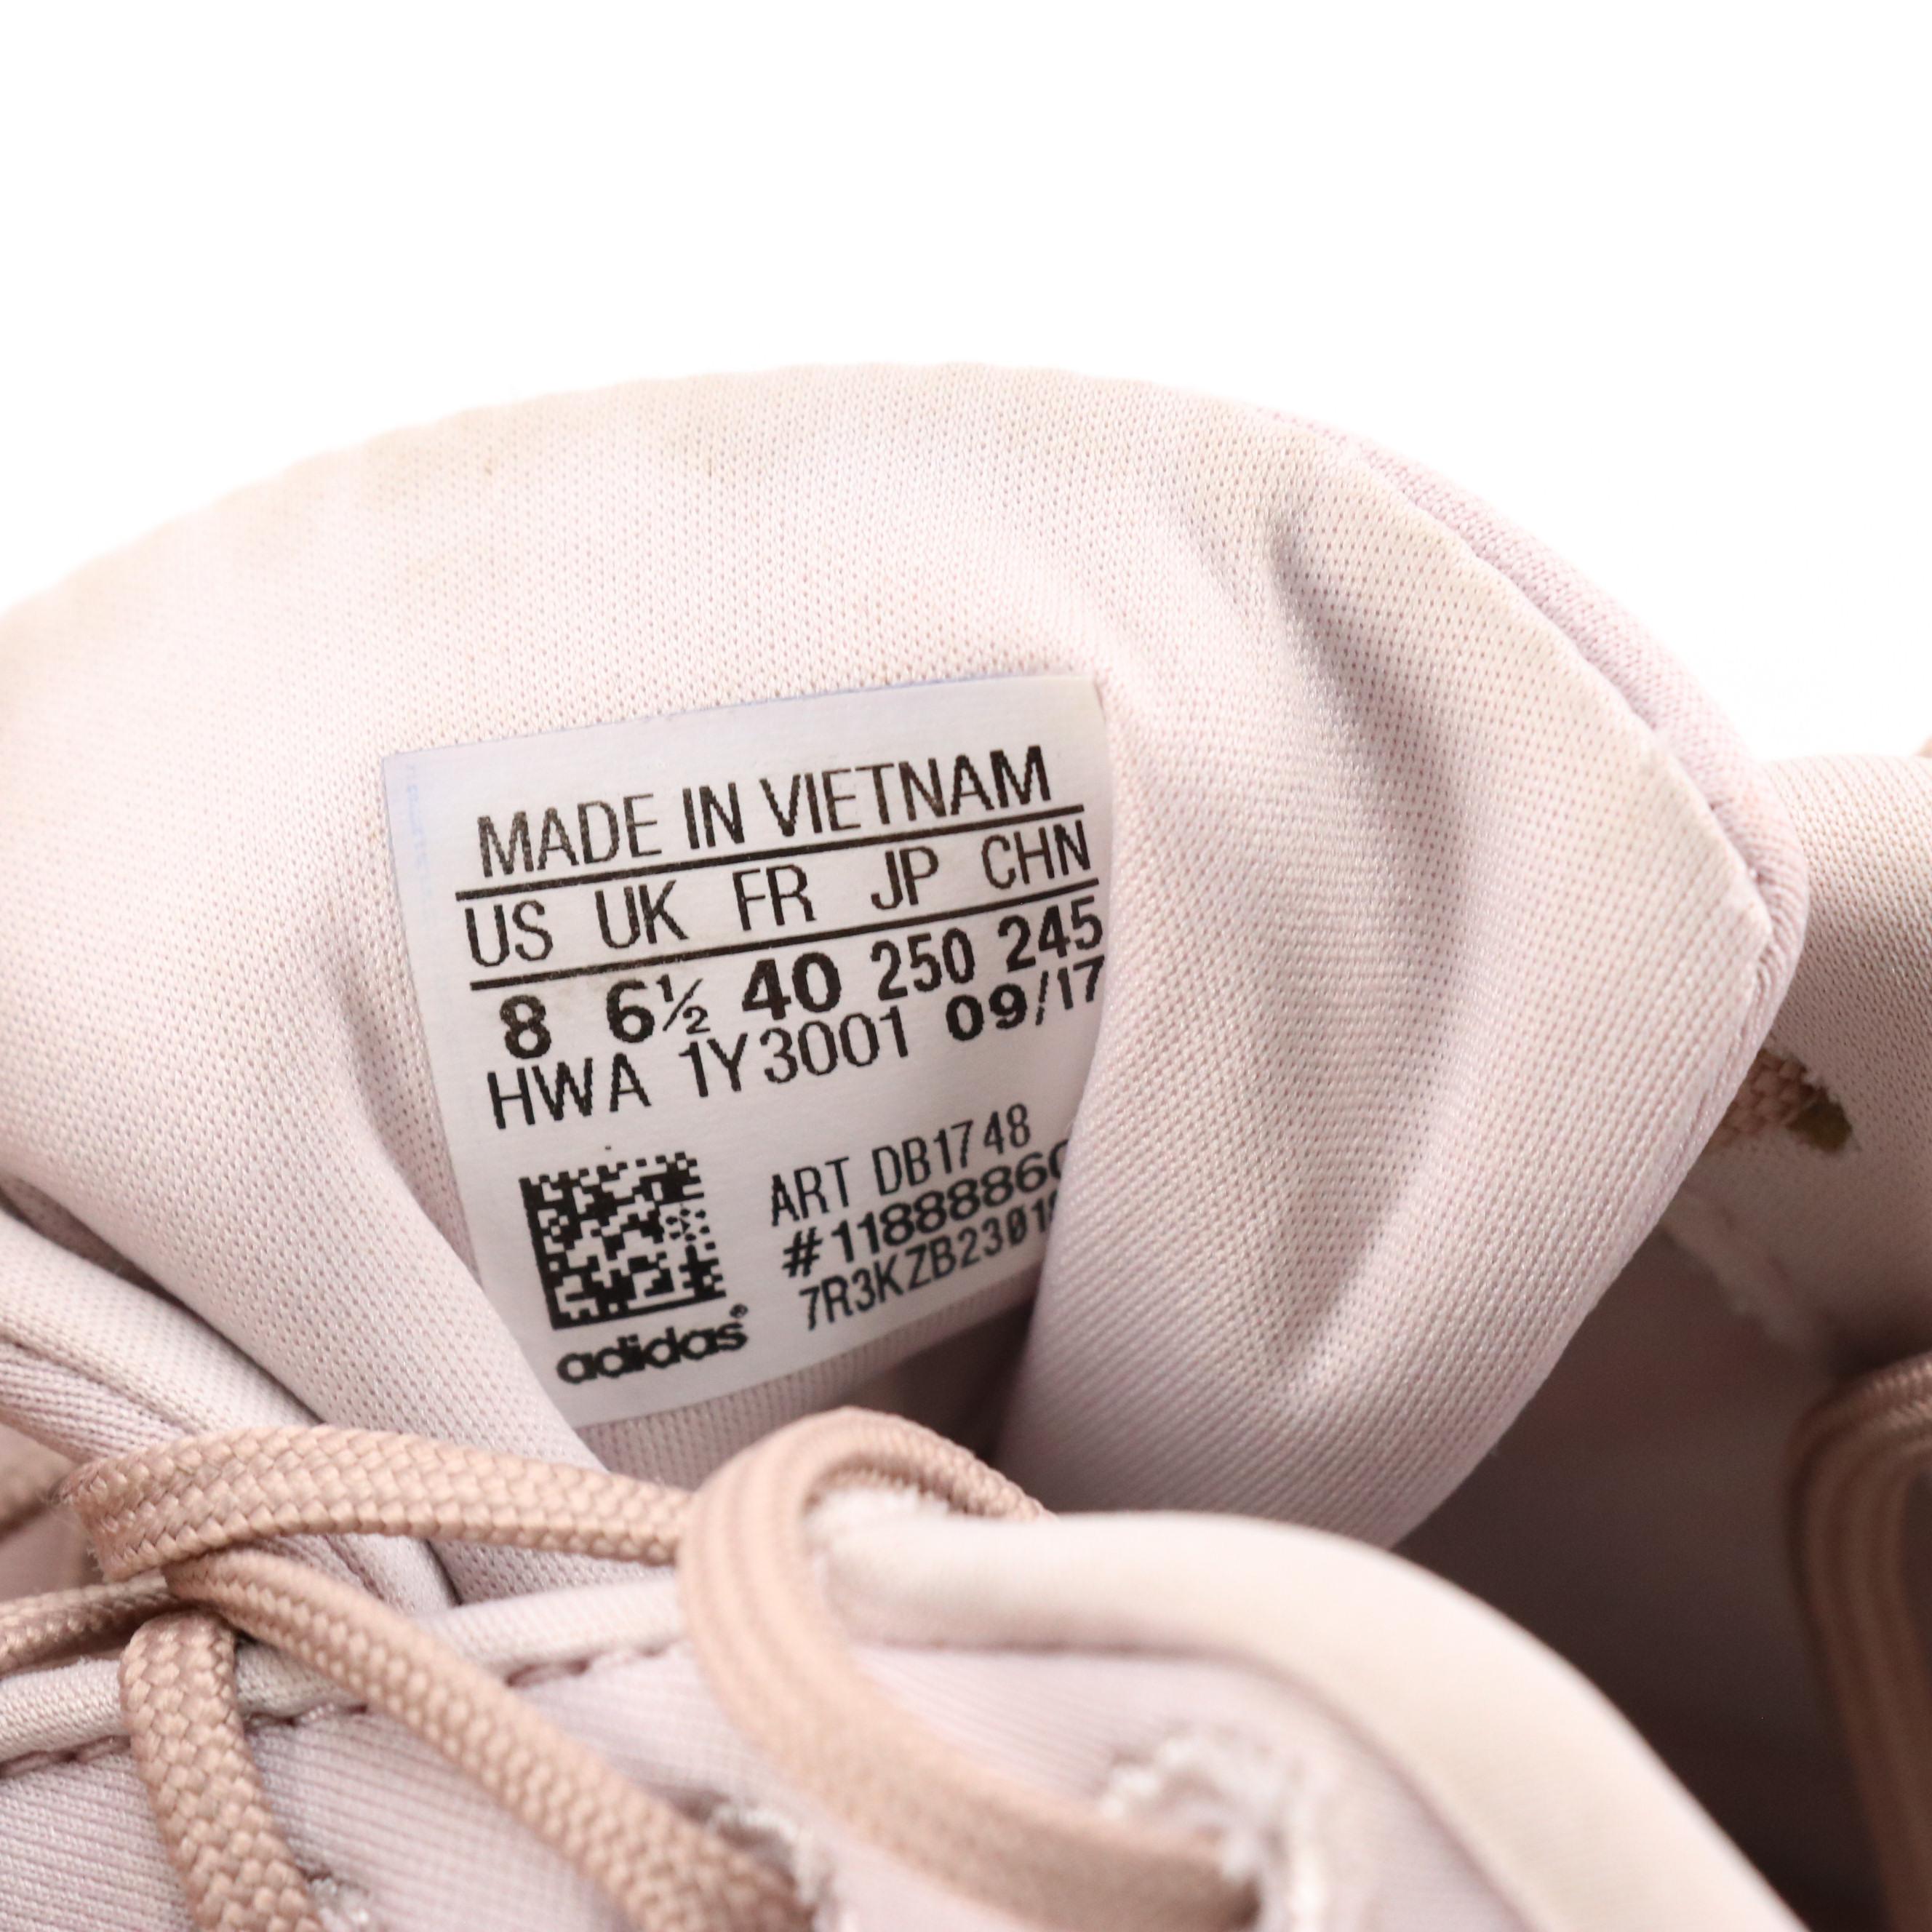 MADE IN VIETNAM
US UK FR JP CHN
8 6½ 40 250 245
HWA 1Y3001 09/17
ART DB1748
adidas®